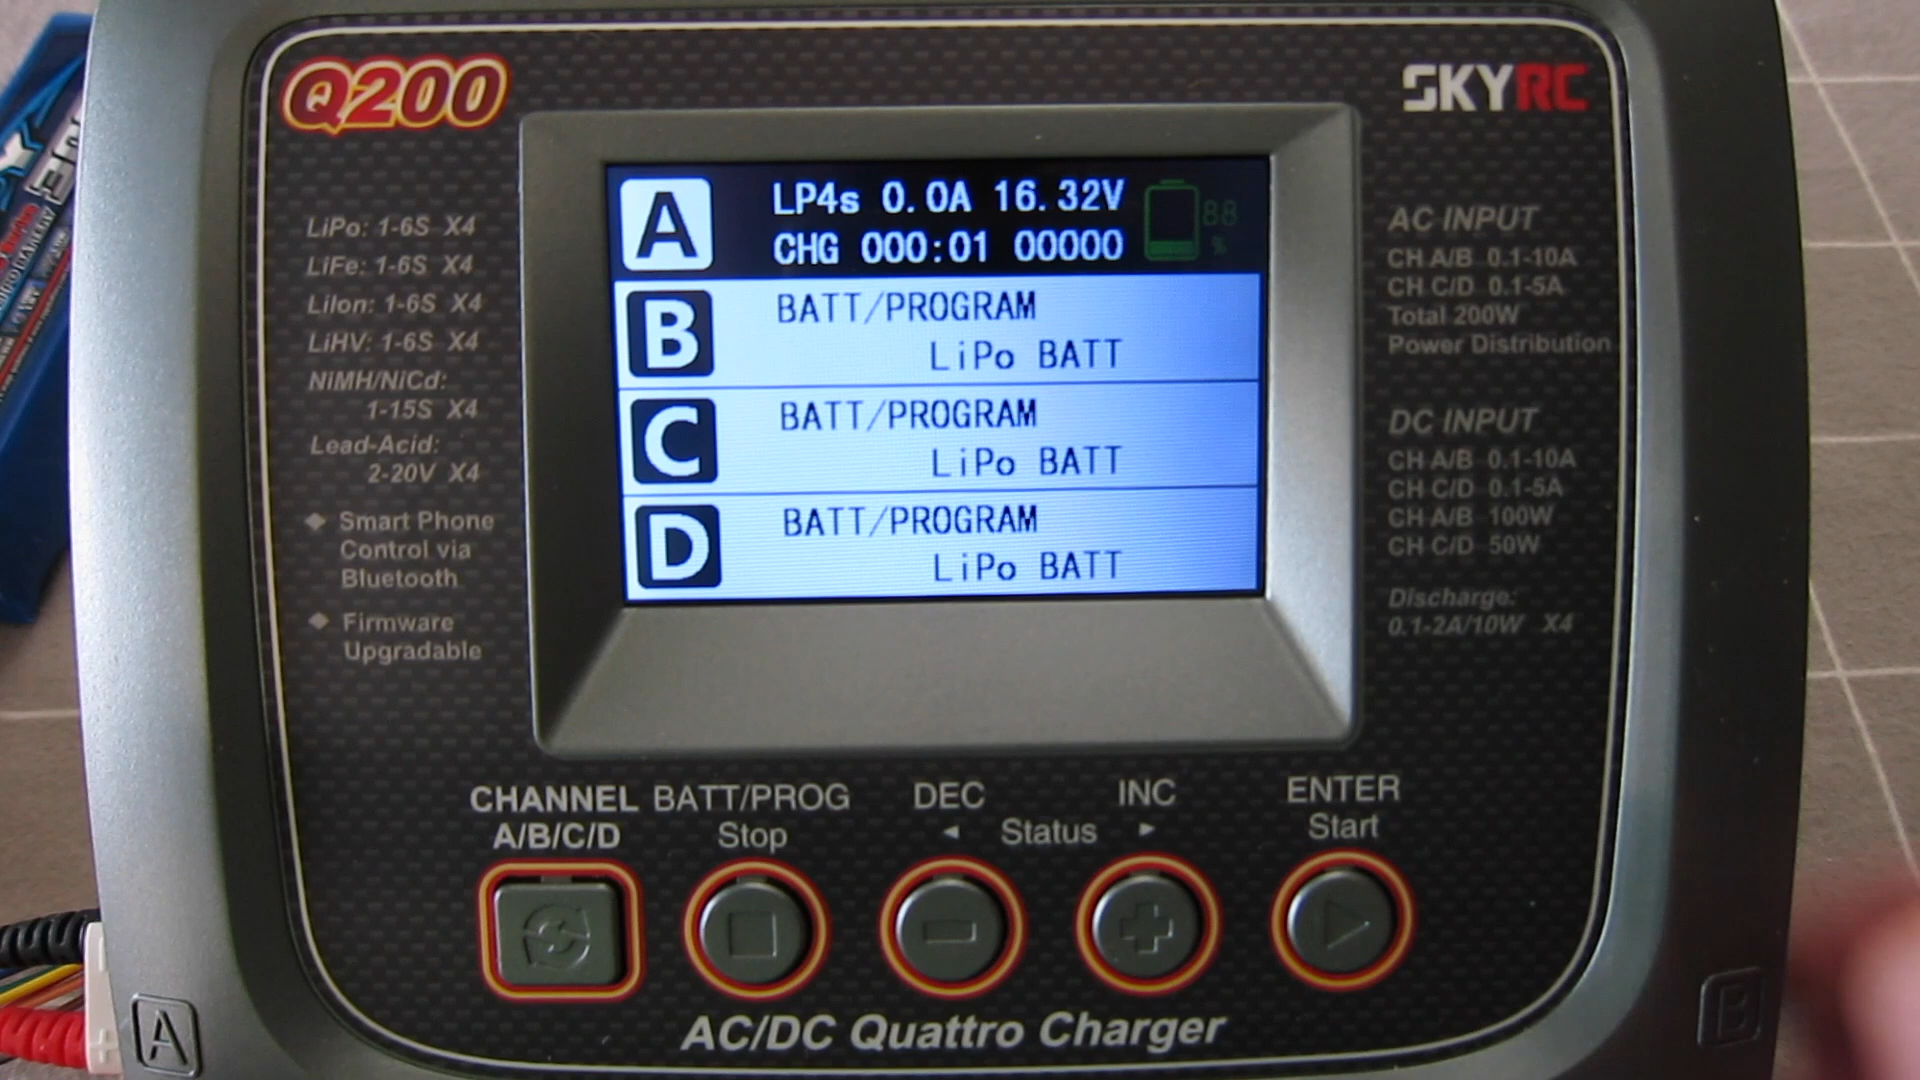 Q200
SKYRC
LiPo: 1-6S X4
LiFe: 1-6S X4
LiIon: 1-6S X4
LiHV: 1-6S X4
NiMH/NiCd:
1-15S X4
Lead-Acid:
2-20V X4
Smart Phone
Control via
Bluetooth
Firmware
Upgradable
A
LP4s 0.0A 16.32V
CHG 000:01 00000
88
%
B
BATT/PROGRAM
LiPo BATT
C
BATT/PROGRAM
LiPo BATT
D
BATT/PROGRAM
LiPo BATT
AC INPUT
CH A/B 0.1-10A
CH C/D 0.1-5A
Total 200W
Power Distribution
DC INPUT
CH A/B 0.1-10A
CH C/D 0.1-5A
CH A/B 100W
CH C/D 50W
Discharge:
0.1-2A/10W X4
CHANNEL
A/B/C/D
BATT/PROG
Stop
DEC
INC
◄ Status ►
ENTER
Start
AC/DC Quattro Charger
A
B